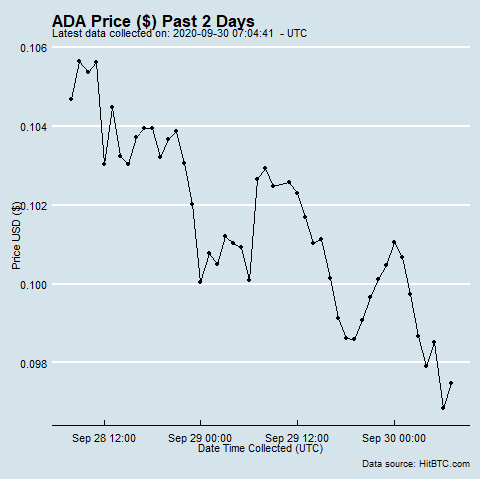 ADA Price ($) Past 2 Days
Latest data collected on: 2020-09-30 07:04:41  - UTC
0.106
0.104
0.102
0.100
0.098
Price USD ($)
Sep 28 12:00 Sep 29 00:00 Sep 29 12:00 Sep 30 00:00
Date Time Collected (UTC)
Data source: HitBTC.com